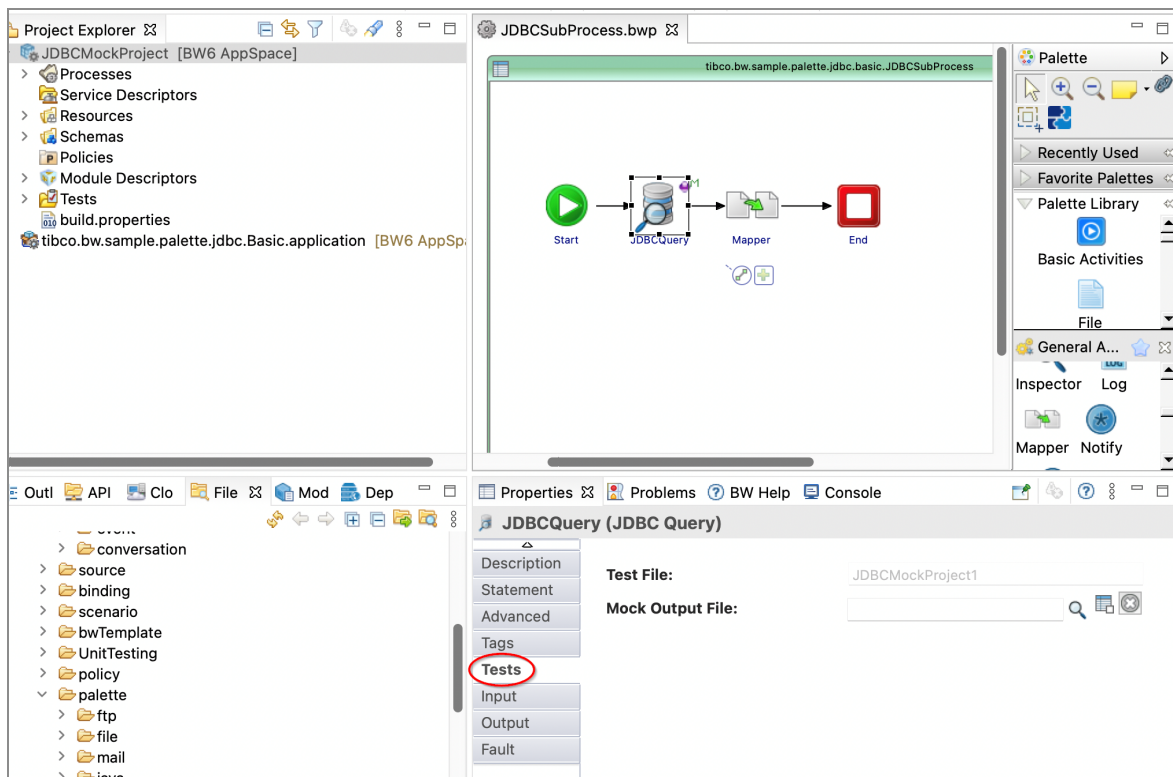 Project Explorer
JDBCMockProject [BW6 AppSpace]
Processes
Service Descriptors
Resources
Schemas
Policies
Module Descriptors
Tests
build.properties
tibco.bw.sample.palette.jdbc.Basic.application [BW6 AppSpa
JDBCSubProcess.bwp
tibco.bw.sample.palette.jdbc.basic.JDBCSubProcess
M
Start
JDBCQuery
Mapper
End
Palette
Recently Used
Favorite Palettes
Palette Library
Basic Activities
File
General A...
Inspector Log
Mapper Notify
Outl API Clo File Mod Dep
conversation
source
binding
scenario
bwTemplate
UnitTesting
policy
palette
ftp
file
mail
Properties Problems BW Help Console
JDBCQuery (JDBC Query)
Description
Statement
Advanced
Tags
Tests
Input
Output
Fault
Test File: JDBCMockProject1
Mock Output File: